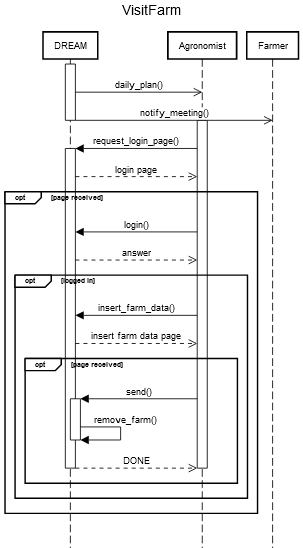 VisitFarm
DREAM Agronomist Farmer
daily_plan()
notify_meeting()
request_login_page()
login page
opt [page received]
login()
answer
opt [logged in]
insert_farm_data()
insert farm data page
opt [page received]
send()
remove_farm()
DONE